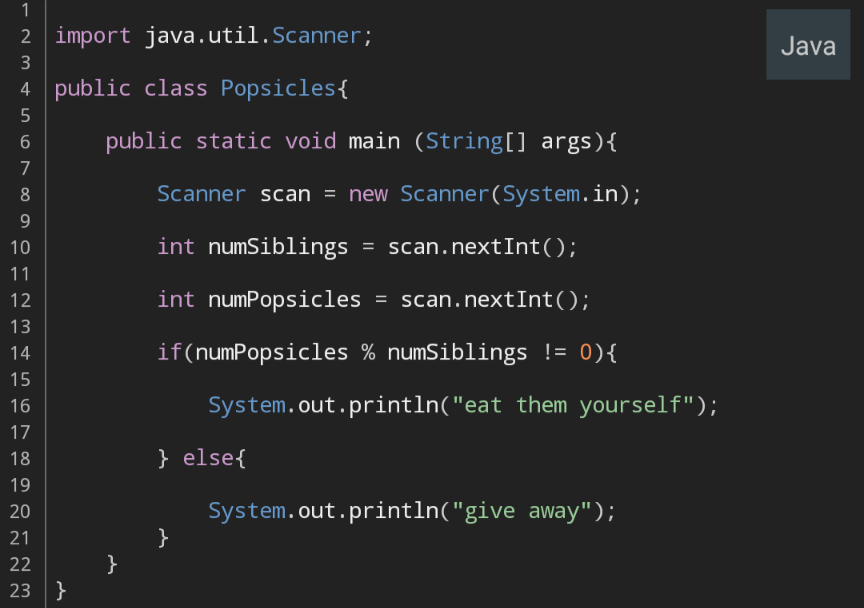 1
2 import java.util.Scanner;
3
4 public class Popsicles{
5
6     public static void main (String[] args){
7
8         Scanner scan = new Scanner(System.in);
9
10         int numSiblings = scan.nextInt();
11
12         int numPopsicles = scan.nextInt();
13
14         if(numPopsicles % numSiblings != 0){
15
16             System.out.println("eat them yourself");
17
18         } else{
19
20             System.out.println("give away");
21         }
22     }
23 }
Java